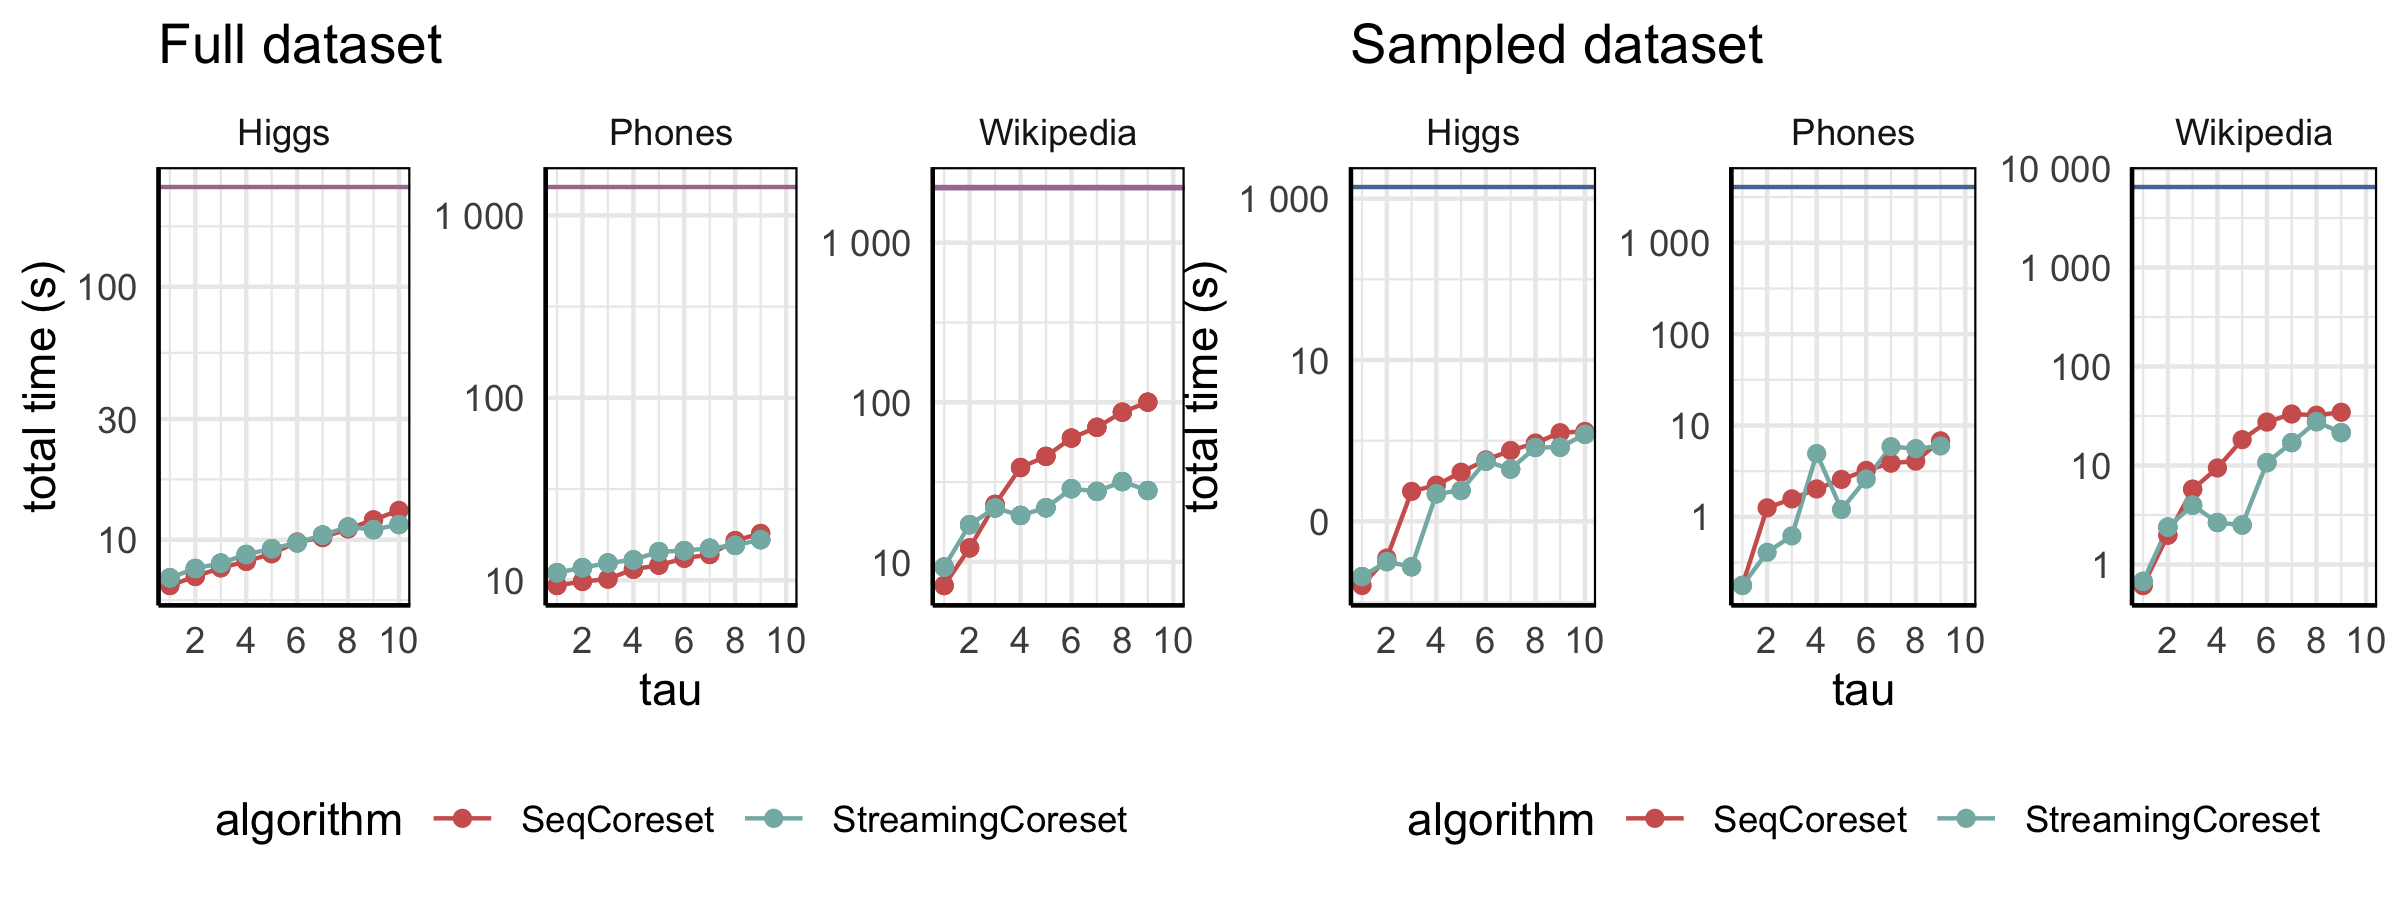 Full dataset
Sampled dataset
Higgs
Phones
Wikipedia
Higgs
Phones
Wikipedia
total time (s)
100
30
10
1 000
100
10
1 000
100
10
total time (s)
1 000
10
0
1 000
100
10
1
10 000
1 000
100
10
1
2 4 6 8 10
2 4 6 8 10
2 4 6 8 10
2 4 6 8 10
2 4 6 8 10
2 4 6 8 10
tau
tau
algorithm SeqCoreset StreamingCoreset
algorithm SeqCoreset StreamingCoreset